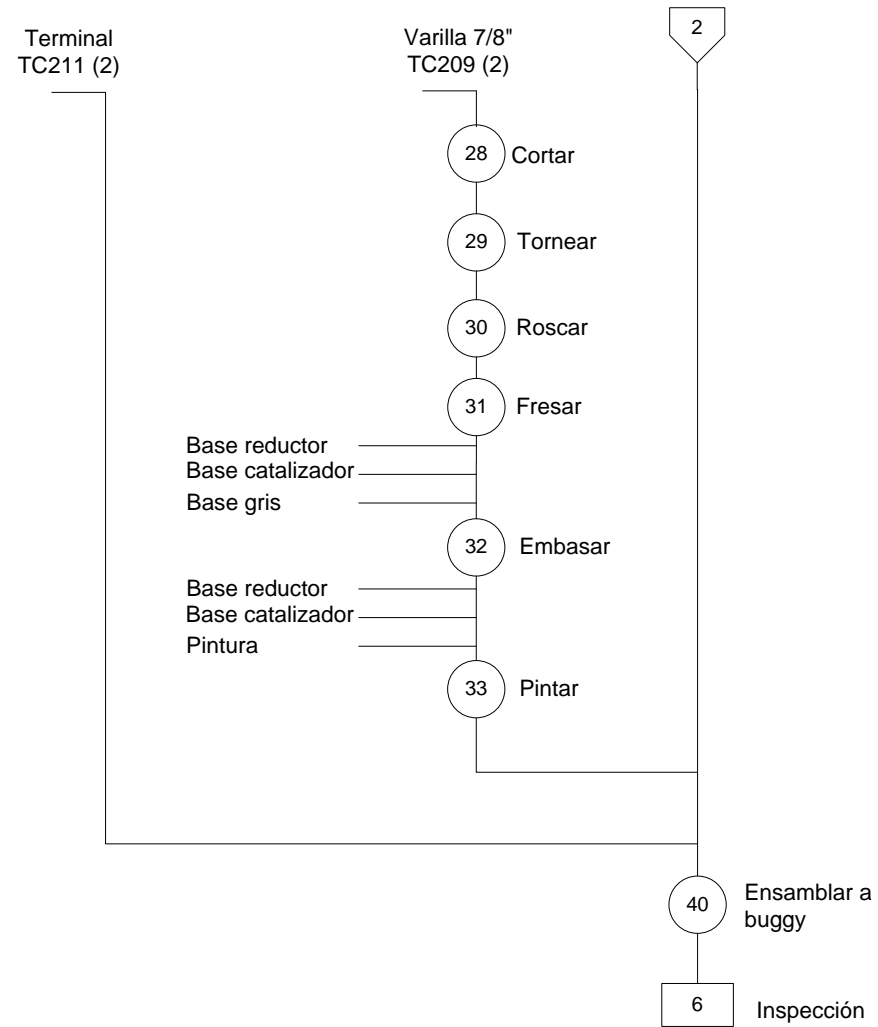 Terminal
TC211 (2)
Varilla 7/8"
TC209 (2)
2
28
Cortar
29
Tornear
30
Roscar
31
Fresar
Base reductor
Base catalizador
Base gris
32
Embasar
Base reductor
Base catalizador
Pintura
33
Pintar
40
Ensamblar a
buggy
6
Inspección